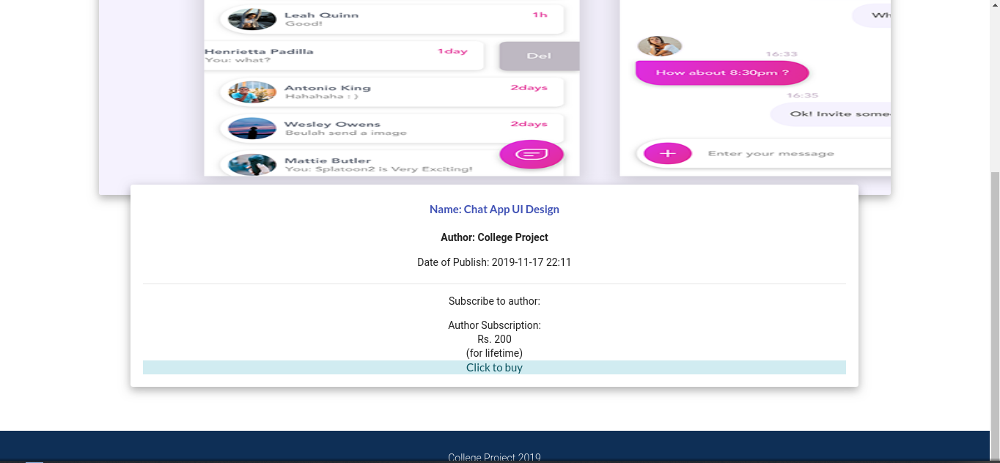 Leah Quinn
1h
Good!
Henrietta Padilla
1day
You: what?
Del
Antonio King
2days
Hahahaha : )
Wesley Owens
2days
Beulah send a image
Mattie Butler
You: Splatoon2 is Very Exciting!
16:33
How about 8:30pm ?
16:35
Ok! Invite some
Enter your message
Name: Chat App UI Design
Author: College Project
Date of Publish: 2019-11-17 22:11
Subscribe to author:
Author Subscription:
Rs. 200
(for lifetime)
Click to buy
College Project 2019